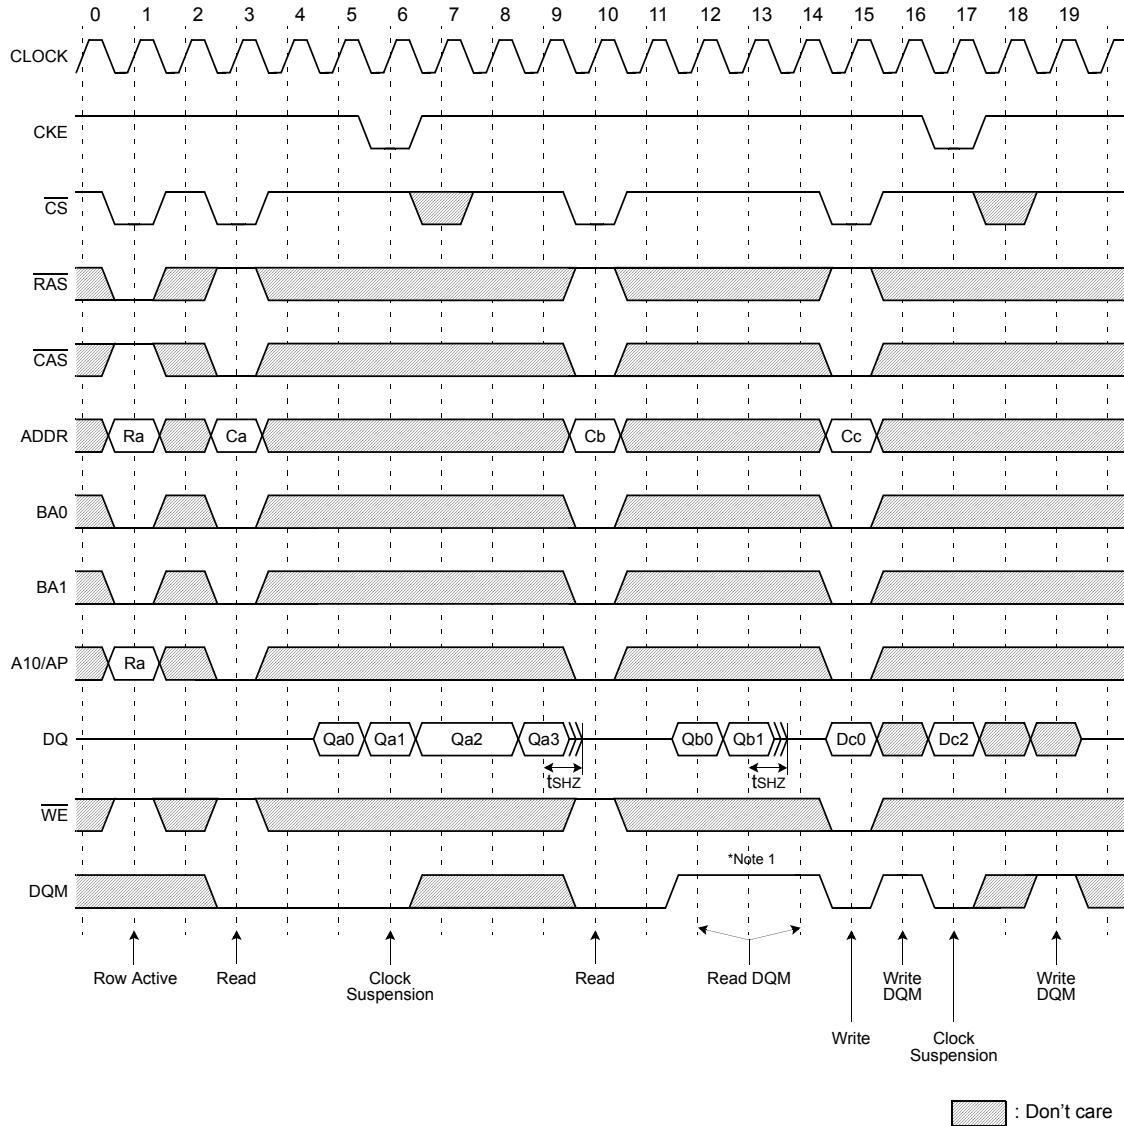 0 1 2 3 4 5 6 7 8 9 10 11 12 13 14 15 16 17 18 19
CLOCK
CKE
CS
RAS
CAS
ADDR Ra Ca Cb Cc
BA0
BA1
A10/AP Ra
DQ Qa0 Qa1 Qa2 Qa3 Qb0 Qb1 Dc0 Dc2
tSHZ tSHZ
WE
*Note 1
DQM
Row Active Read Clock Read Read DQM Write Write
Suspension DQM DQM
Write Clock
Suspension
: Don't care